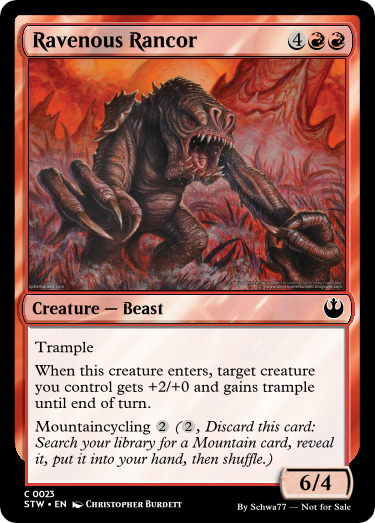 Ravenous Rancor 4
Creature — Beast
Trample
When this creature enters, target creature
you control gets +2/+0 and gains trample
until end of turn.
Mountaincycling 2 (2, Discard this card:
Search your library for a Mountain card, reveal
it, put it into your hand, then shuffle.)
6/4
C 0023
STW • EN Christopher Burdett
By Schwa77 — Not for Sale